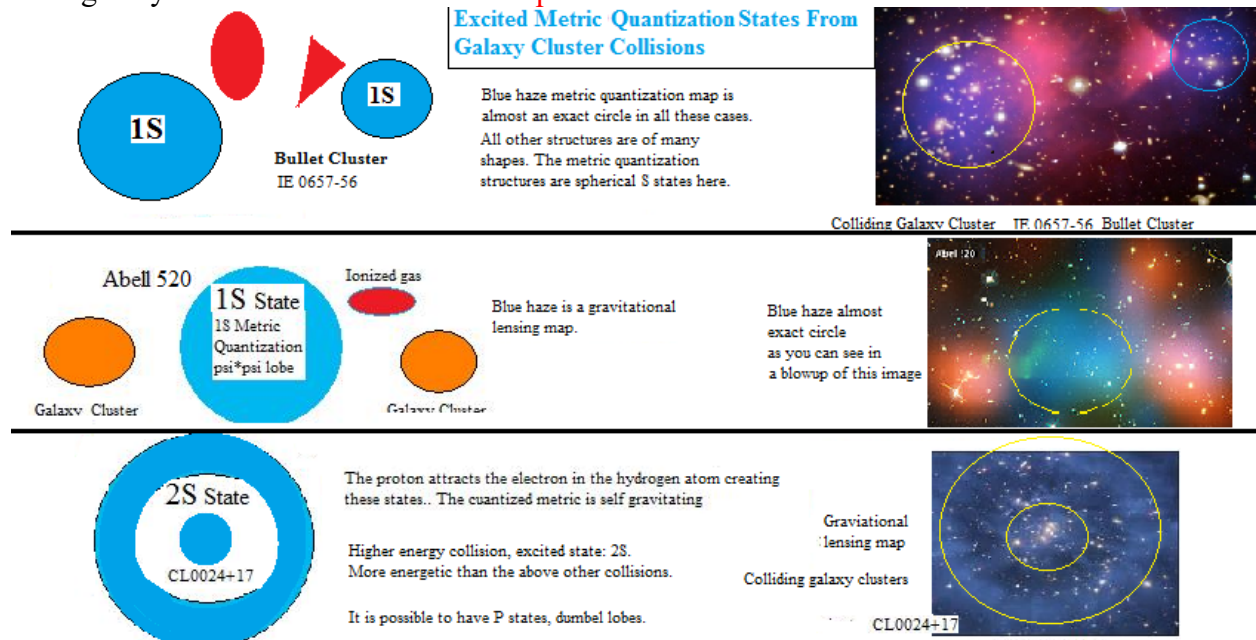 Excited Metric Quantization States From
Galaxy Cluster Collisions
1S
1S
Bullet Cluster
IE 0657-56
Blue haze metric quantization map is
almost an exact circle in all these cases.
All other structures are of many
shapes. The metric quantization
structures are spherical S states here.
Colliding Galaxy Cluster IE 0657-56 Bullet Cluster
Abell 520
1S State
1S Metric
Quantization
psi*psi lobe
Ionized gas
Galaxy Cluster
Galaxy Cluster
Blue haze is a gravitational
lensing map.
Blue haze almost
exact circle
as you can see in
a blowup of this image
Abell 520
2S State
CL0024+17
The proton attracts the electron in the hydrogen atom creating
these states.. The cuantized metric is self gravitating
Higher energy collision, excited state: 2S.
More energetic than the above other collisions.
It is possible to have P states, dumbel lobes.
Graviational
lensing map
Colliding galaxy clusters
CL0024+17